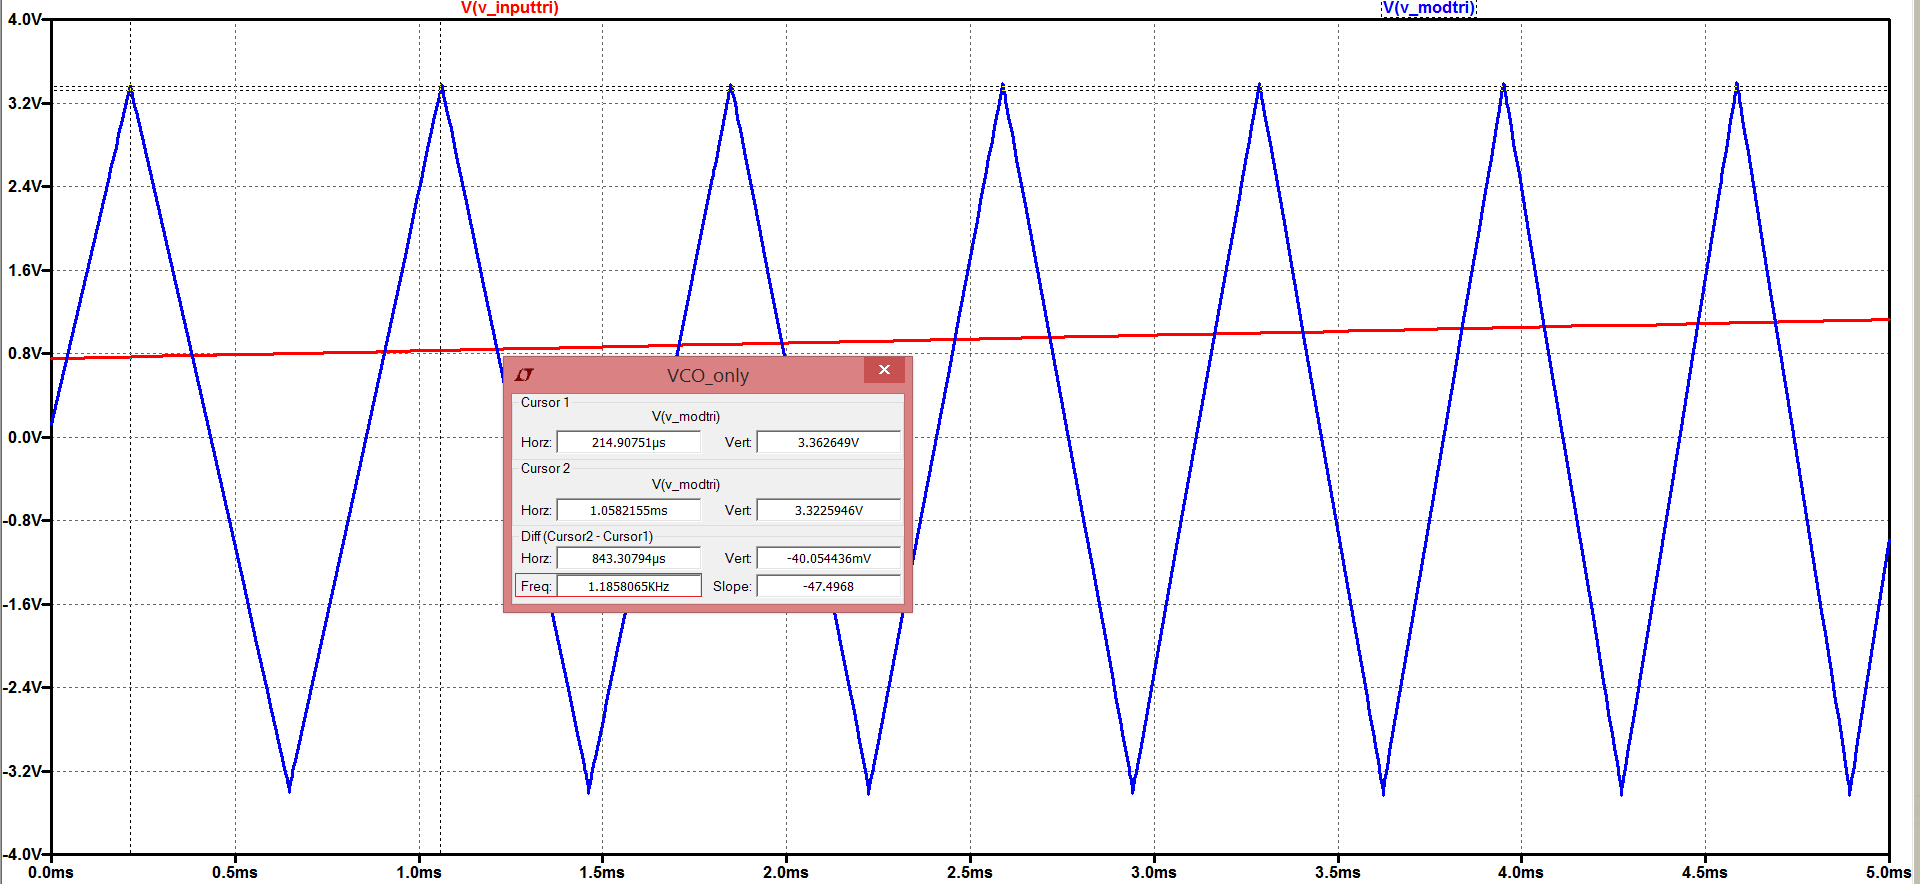 V(v_inputtri) V(v_modtri)
4.0V
3.2V
2.4V
1.6V
0.8V
0.0V
-0.8V
-1.6V
-2.4V
-3.2V
-4.0V
VCO_only
Cursor 1
V(v_modtri)
Horz: 214.90751µs Vert: 3.362649V
Cursor 2
V(v_modtri)
Horz: 1.0582155ms Vert: 3.3225946V
Diff (Cursor2 - Cursor1)
Horz: 843.30794µs Vert: -40.054436mV
Freq: 1.1858065KHz Slope: -47.4968
0.0ms 0.5ms 1.0ms 1.5ms 2.0ms 2.5ms 3.0ms 3.5ms 4.0ms 4.5ms 5.0ms